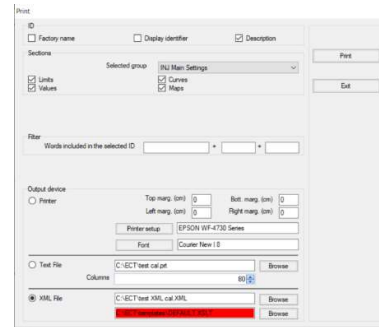 Print
ID
Factory name
Display identifier
Description
Sections
Selected group
INJ Main Settings
Limits
Curves
Values
Maps
Print
Exit
Filter
Words included in the selected ID
+
+
Output device
Printer
Top marg. (cm) 0
Bott. marg. (cm) 0
Left marg. (cm) 0
Right marg. (cm) 0
Printer setup
EPSON WF-4730 Series
Font
Courier New
Text File
C:\ECT\test cal.prt
Browse
Columns
80
XML File
C:\ECT\test XML cal.XML
Browse
Browse